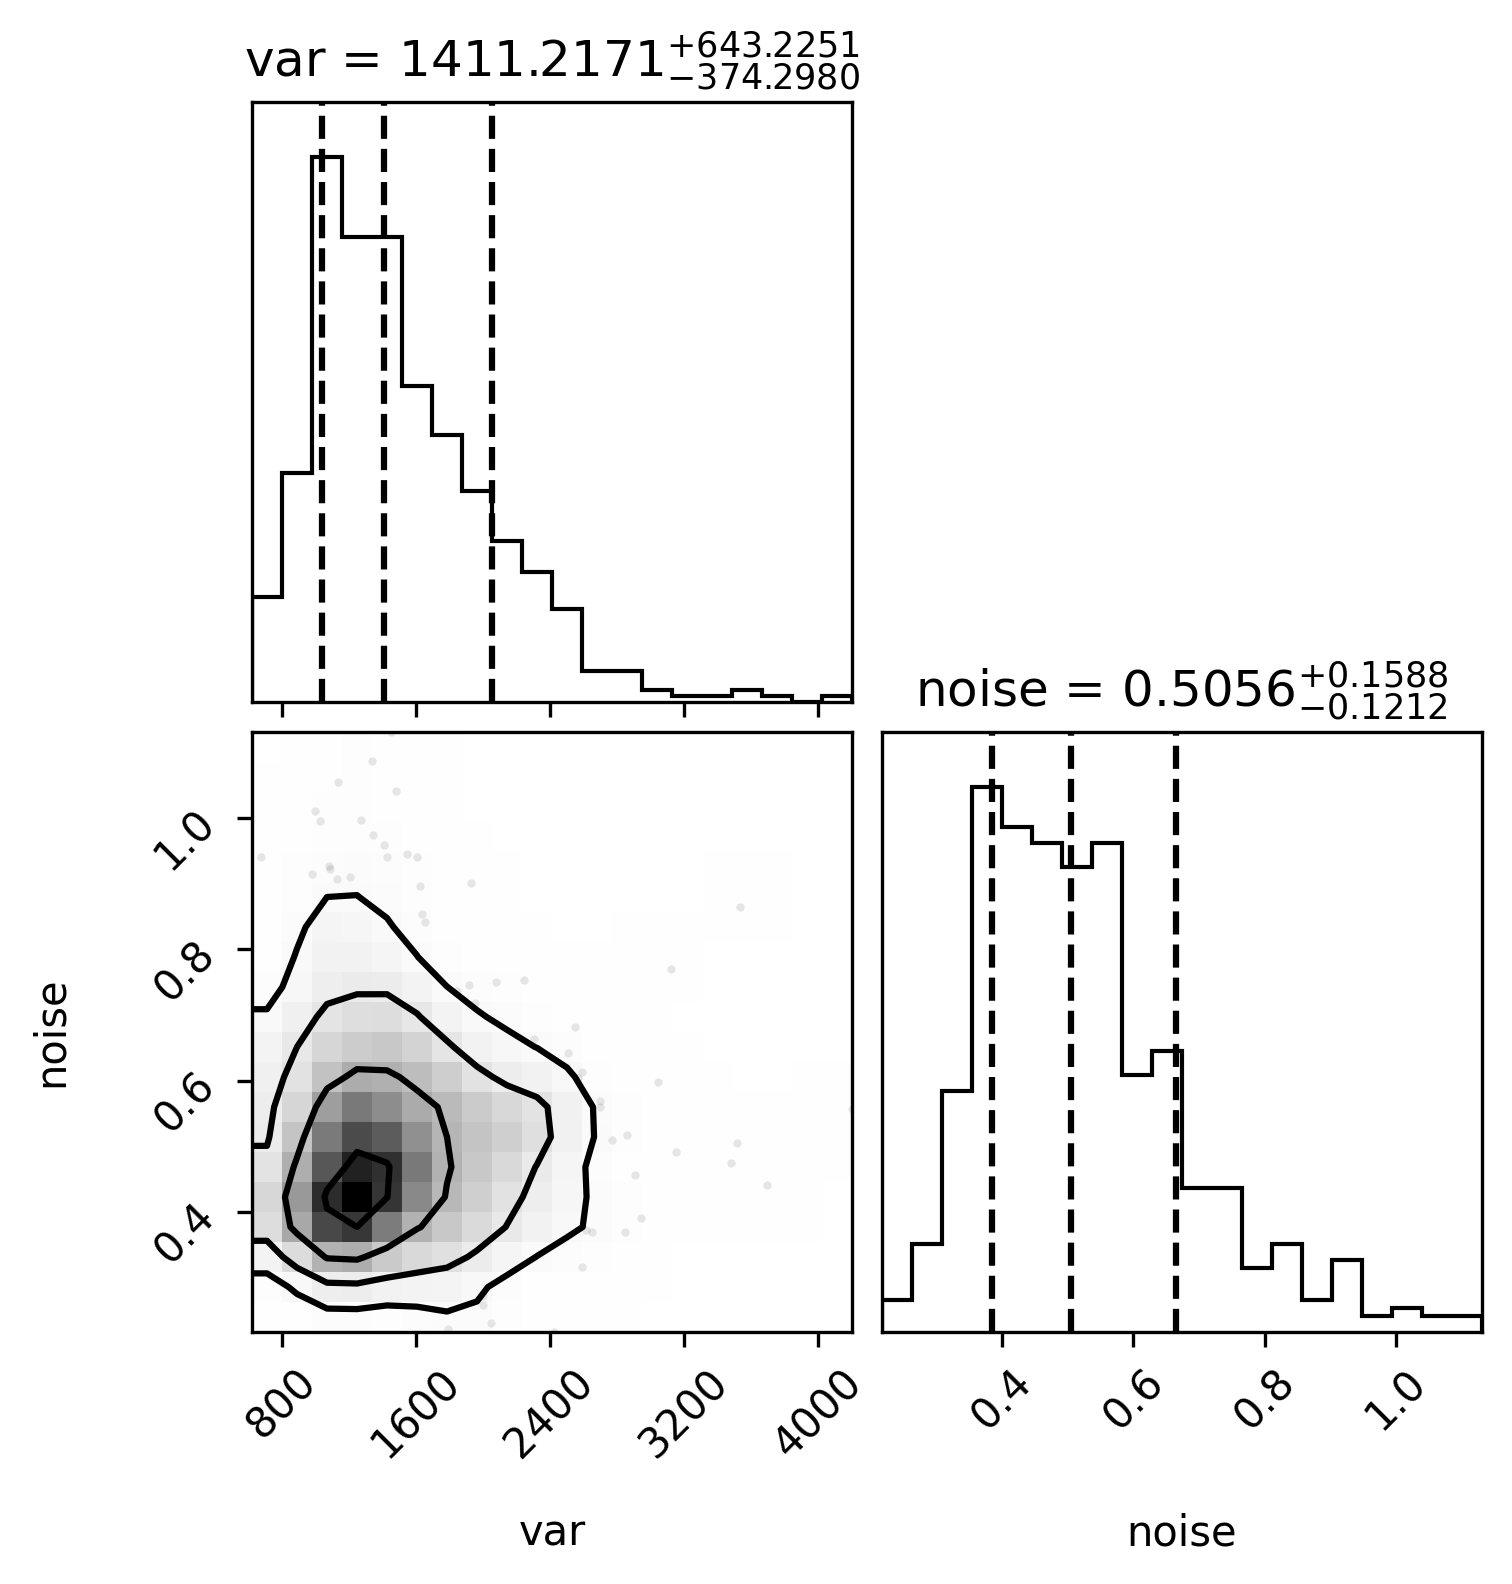 var = 1411.2171+643.2251−374.2980
noise = 0.5056+0.1588−0.1212
1.0
0.8
0.6
0.4
noise
800 1600 2400 3200 4000
0.4 0.6 0.8 1.0
var
noise